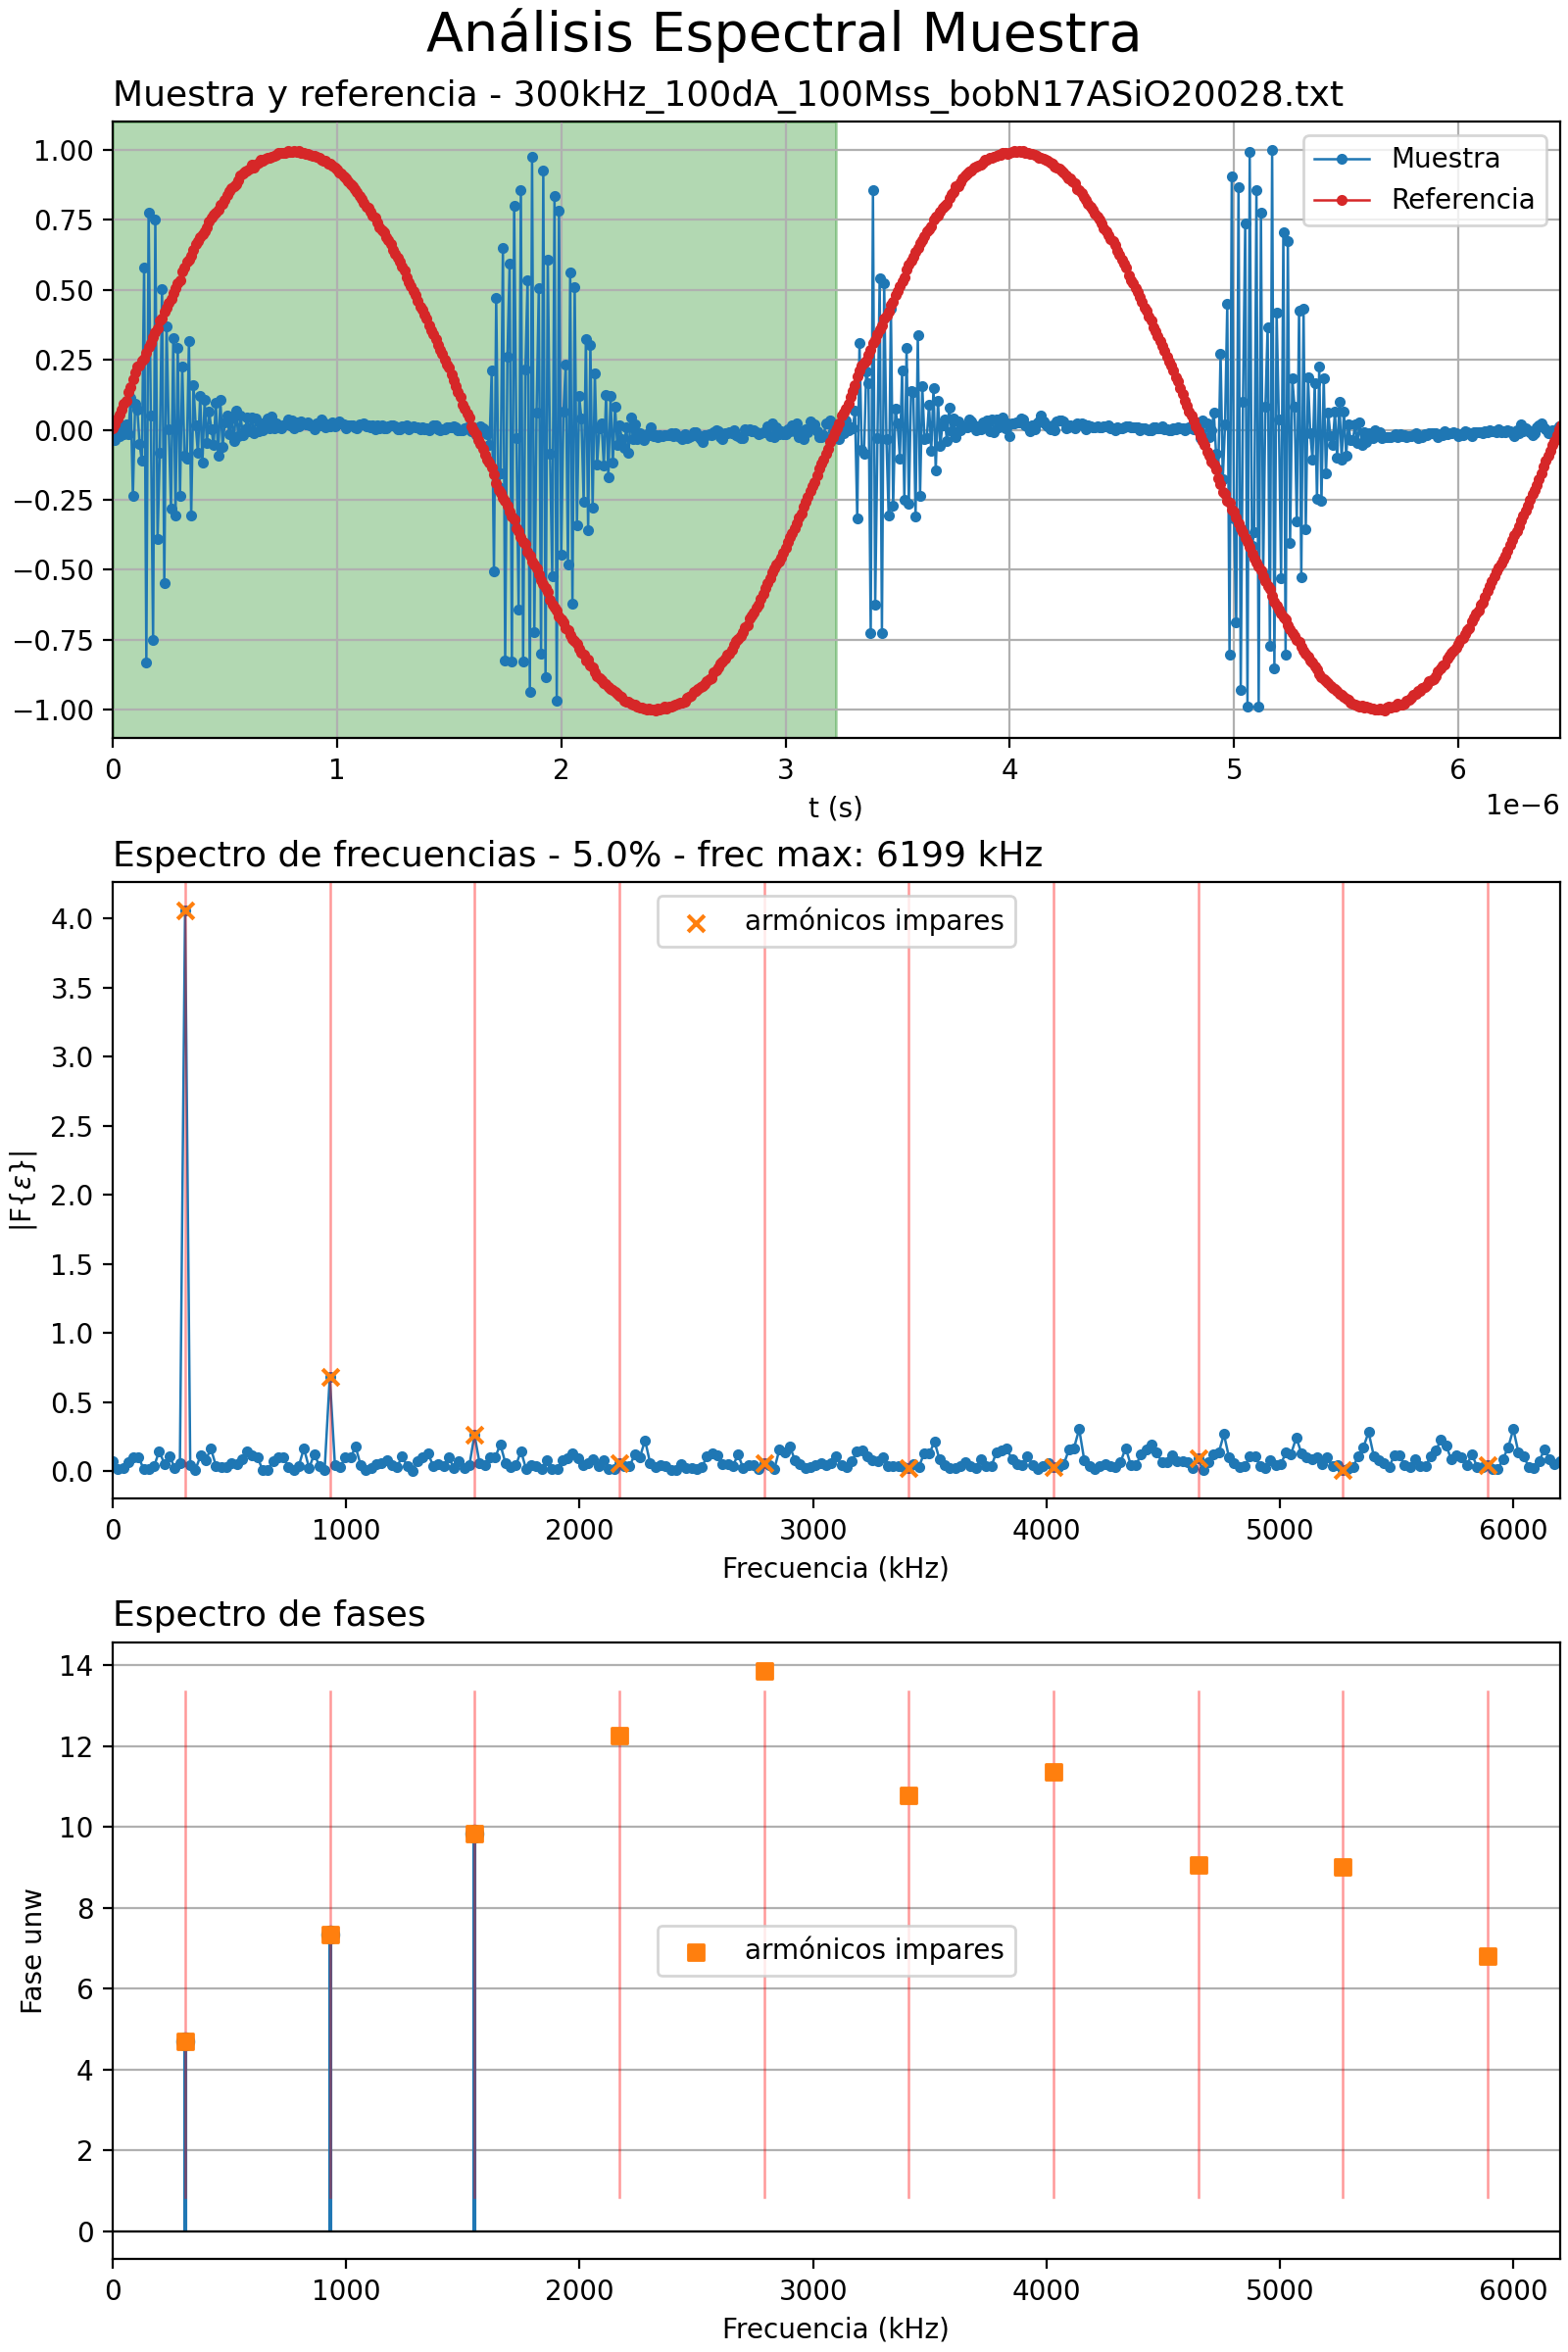 Análisis Espectral Muestra
Muestra y referencia - 300kHz_100dA_100Mss_bobN17ASiO20028.txt
1.00
0.75
0.50
0.25
0.00
−0.25
−0.50
−0.75
−1.00
Muestra
Referencia
0 1 2 3 4 5 6
t (s)
1e−6
Espectro de frecuencias - 5.0% - frec max: 6199 kHz
|F{ε}|
4.0
3.5
3.0
2.5
2.0
1.5
1.0
0.5
0.0
armónicos impares
0 1000 2000 3000 4000 5000 6000
Frecuencia (kHz)
Espectro de fases
Fase unw
14
12
10
8
6
4
2
0
armónicos impares
0 1000 2000 3000 4000 5000 6000
Frecuencia (kHz)